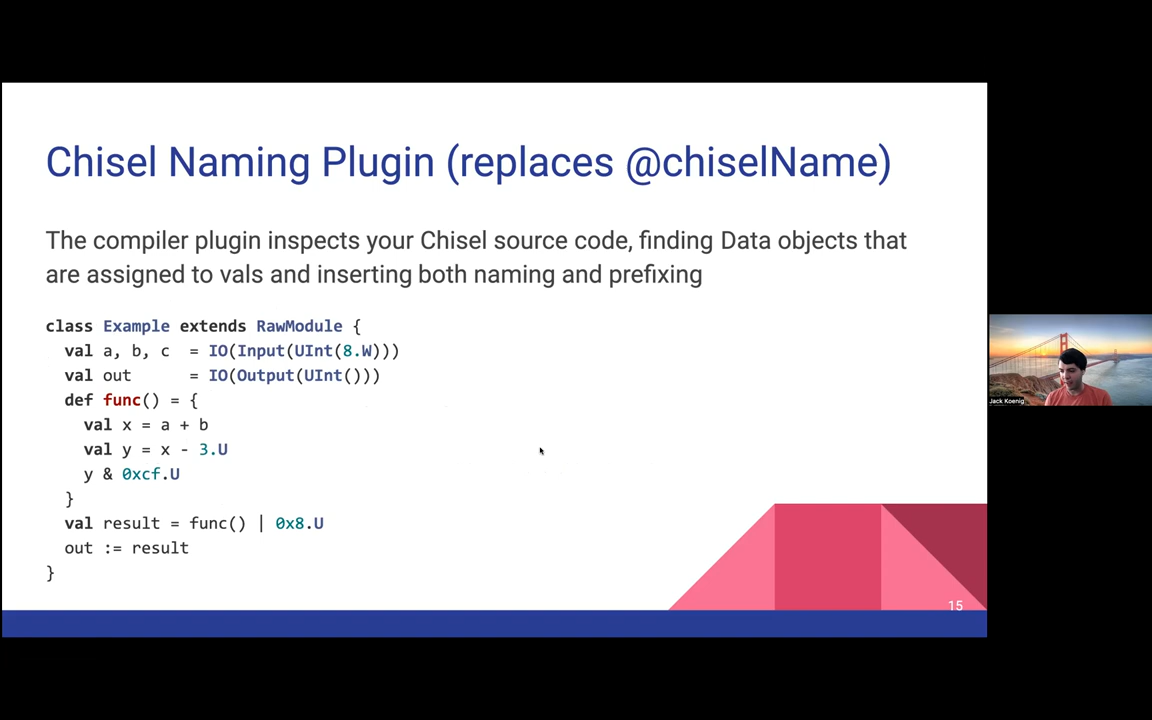 Chisel Naming Plugin (replaces @chiselName)
The compiler plugin inspects your Chisel source code, finding Data objects that
are assigned to vals and inserting both naming and prefixing
class Example extends RawModule {
  val a, b, c  = IO(Input(UInt(8.W)))
  val out      = IO(Output(UInt()))
  def func() = {
    val x = a + b
    val y = x - 3.U
    y & 0xcf.U
  }
  val result = func() | 0x8.U
  out := result
}
15
Jack Koenig